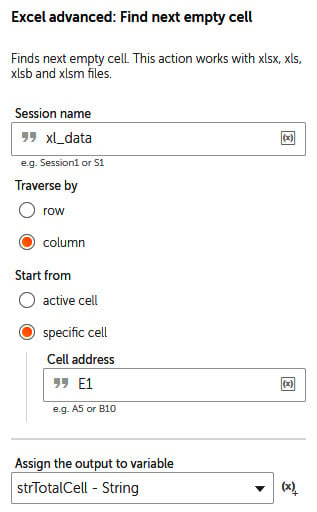 Excel advanced: Find next empty cell
Finds next empty cell. This action works with xlsx, xls,
xlsb and xlsm files.
Session name
xl_data (x)
e.g. Session1 or S1
Traverse by
row
column
Start from
active cell
specific cell
Cell address
E1 (x)
e.g. A5 or B10
Assign the output to variable
strTotalCell - String (x)+